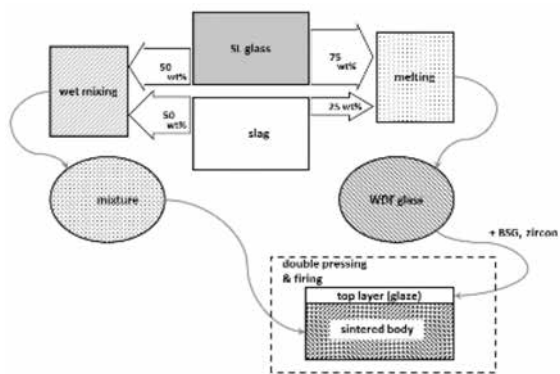 SL glass
50
wt%
75
wt%
wet mixing
melting
50
wt%
25 wt%
slag
mixture
WDF glass
+ BSG, zircon
double pressing
& firing
top layer (glaze)
sintered body